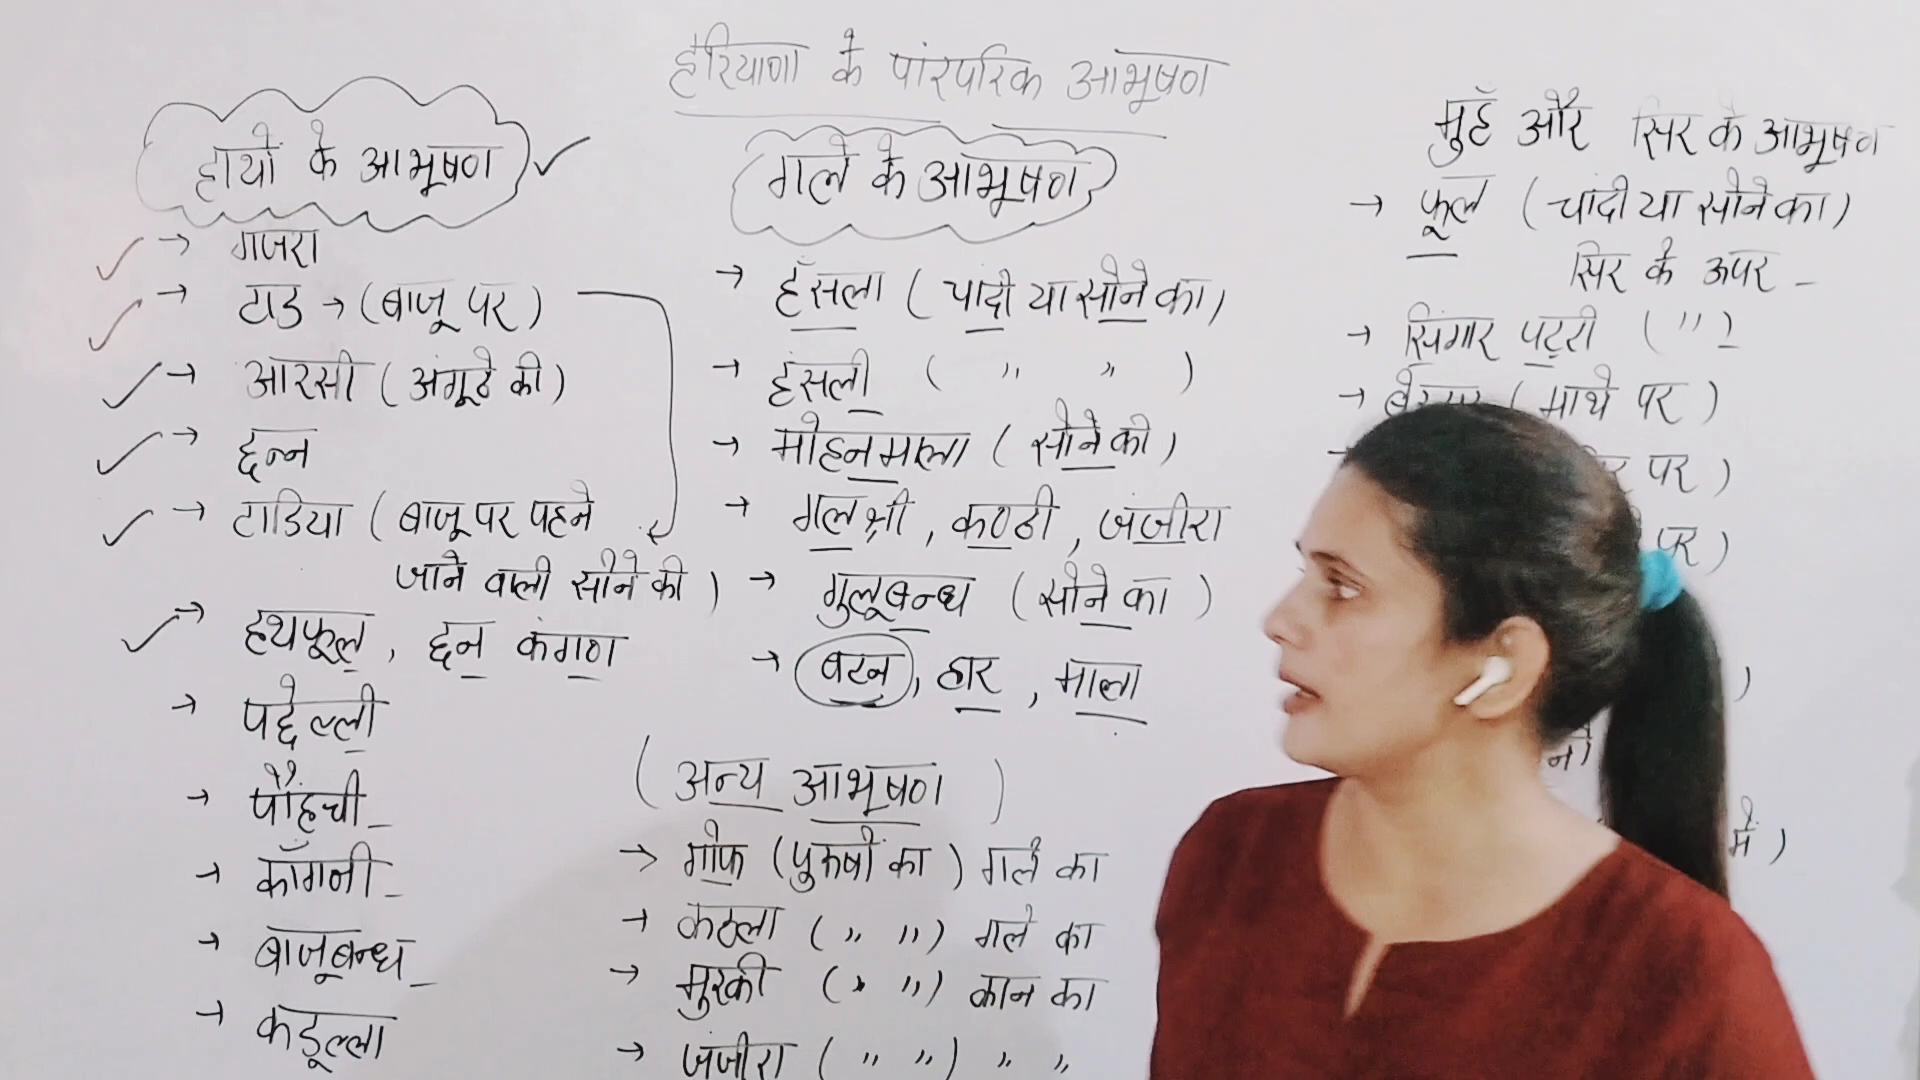 हरियाणा के पांरपरिक आभूषण
हाथों के आभूषण
→ गजरा
→ टाड → (बाजू पर)
→ आरसी (अंगूठे की)
→ छन्न
→ टाडिया (बाजू पर पहने
जाने वाली सोने की)
→ हथफूल, छन कंगण
→ पछेल्ली
→ पौंहची
→ काँगनी
→ बाजूबन्ध
→ कडूल्ला
गले के आभूषण
→ हँसला (चांदी या सोने का)
→ हंसली ( " " )
→ मोहनमाला (सोने की)
→ गलश्री, कण्ठी, जंजीरा
→ गुलूबन्ध (सोने का)
→ बटन, हार, माला
(अन्य आभूषण)
→ गोफ (पुरुषों का) गले का
→ कठला ( " " ) गले का
→ मुरकी ( " " ) कान का
→ जंजीरा ( " " ) " "
मुहँ और सिर के आभूषण
→ फूल (चांदी या सोने का)
सिर के ऊपर
→ सिंगार पट्टी ( " )
→ (माथे पर)
पर)
पर)
में)